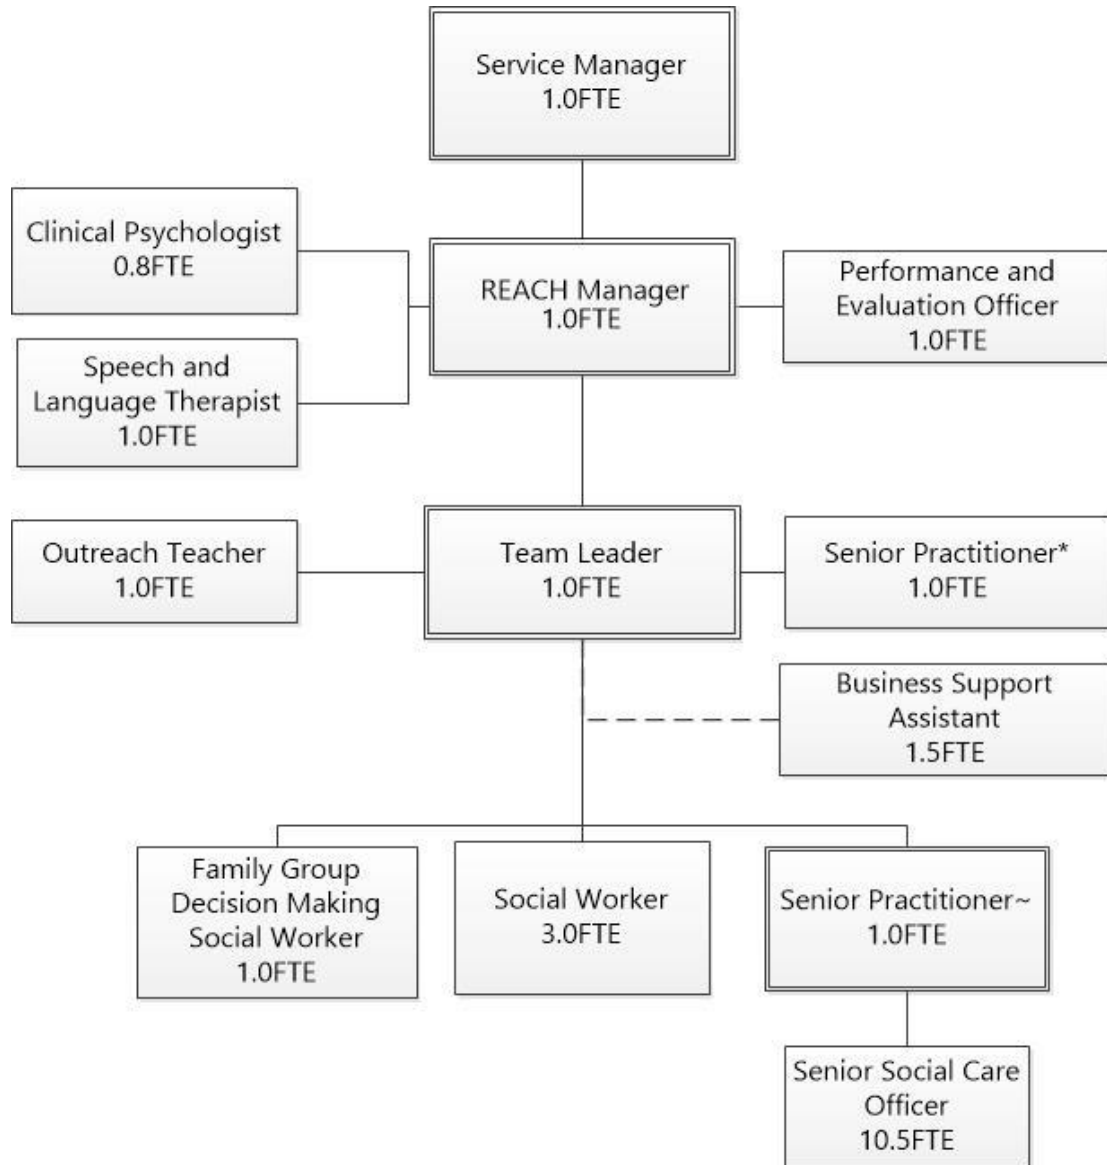 Service Manager
1.0FTE
Clinical Psychologist
0.8FTE
REACH Manager
1.0FTE
Performance and
Evaluation Officer
1.0FTE
Speech and
Language Therapist
1.0FTE
Outreach Teacher
1.0FTE
Team Leader
1.0FTE
Senior Practitioner*
1.0FTE
Business Support
Assistant
1.5FTE
Family Group
Decision Making
Social Worker
1.0FTE
Social Worker
3.0FTE
Senior Practitioner~
1.0FTE
Senior Social Care
Officer
10.5FTE